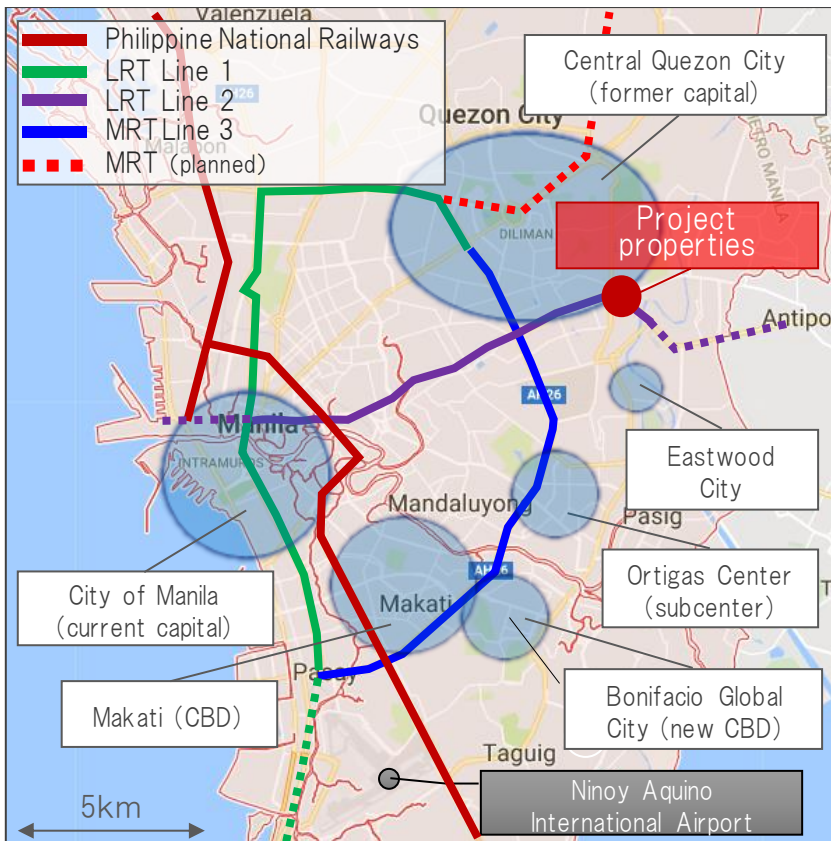 Valenzuela
Philippine National Railways
LRT Line 1
LRT Line 2
MRT Line 3
MRT (planned)
Malabon
Central Quezon City
(former capital)
Quezon City
DILIMAN
METRO MANILA
Project
properties
Antipo
AH26
Manila
INTRAMUROS
Eastwood
City
Mandaluyong
Pasig
City of Manila
(current capital)
AH26
Makati
Ortigas Center
(subcenter)
Pasay
Makati (CBD)
Bonifacio Global
City (new CBD)
Taguig
Ninoy Aquino
International Airport
5km